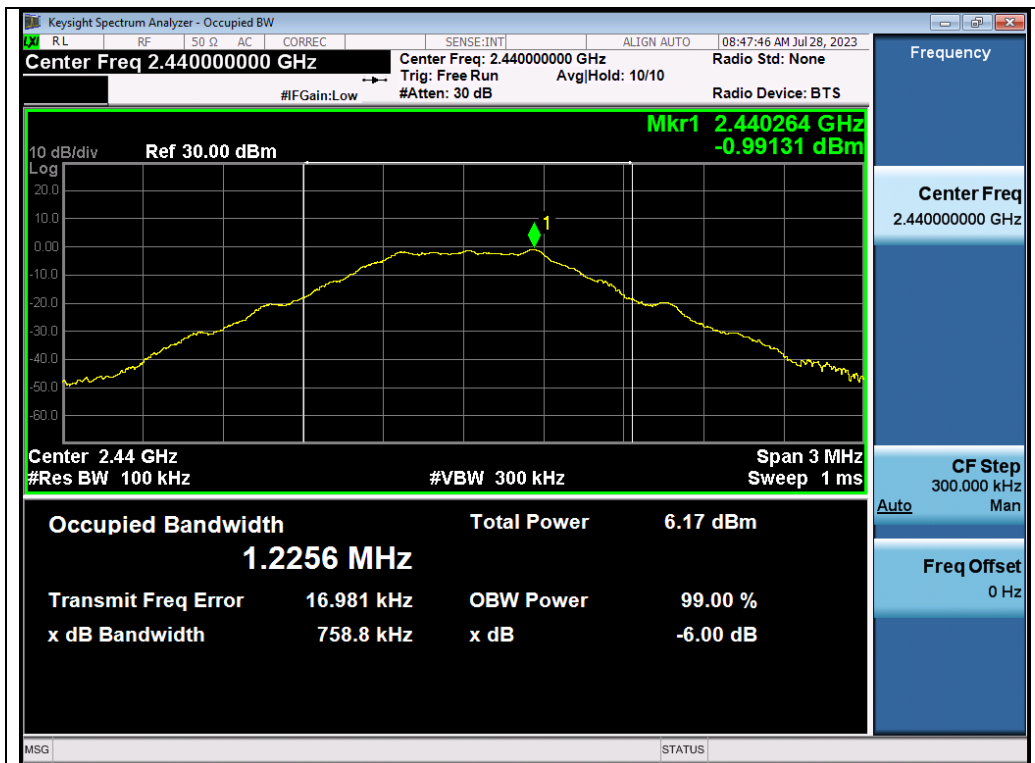 Keysight Spectrum Analyzer - Occupied BW
LXI RL RF 50 Ω AC CORREC SENSE:INT ALIGN AUTO 08:47:46 AM Jul 28, 2023
Center Freq 2.440000000 GHz
Center Freq: 2.440000000 GHz Radio Std: None
Trig: Free Run Avg|Hold: 10/10
#IFGain:Low #Atten: 30 dB Radio Device: BTS
Mkr1 2.440264 GHz
-0.99131 dBm
10 dB/div Ref 30.00 dBm
Log
20.0
10.0
1
0.00
-10.0
-20.0
-30.0
-40.0
-50.0
-60.0
Center 2.44 GHz Span 3 MHz
#Res BW 100 kHz #VBW 300 kHz Sweep 1 ms
Occupied Bandwidth Total Power 6.17 dBm
1.2256 MHz
Transmit Freq Error 16.981 kHz OBW Power 99.00 %
x dB Bandwidth 758.8 kHz x dB -6.00 dB
Frequency
Center Freq
2.440000000 GHz
CF Step
300.000 kHz
Auto Man
Freq Offset
0 Hz
MSG STATUS